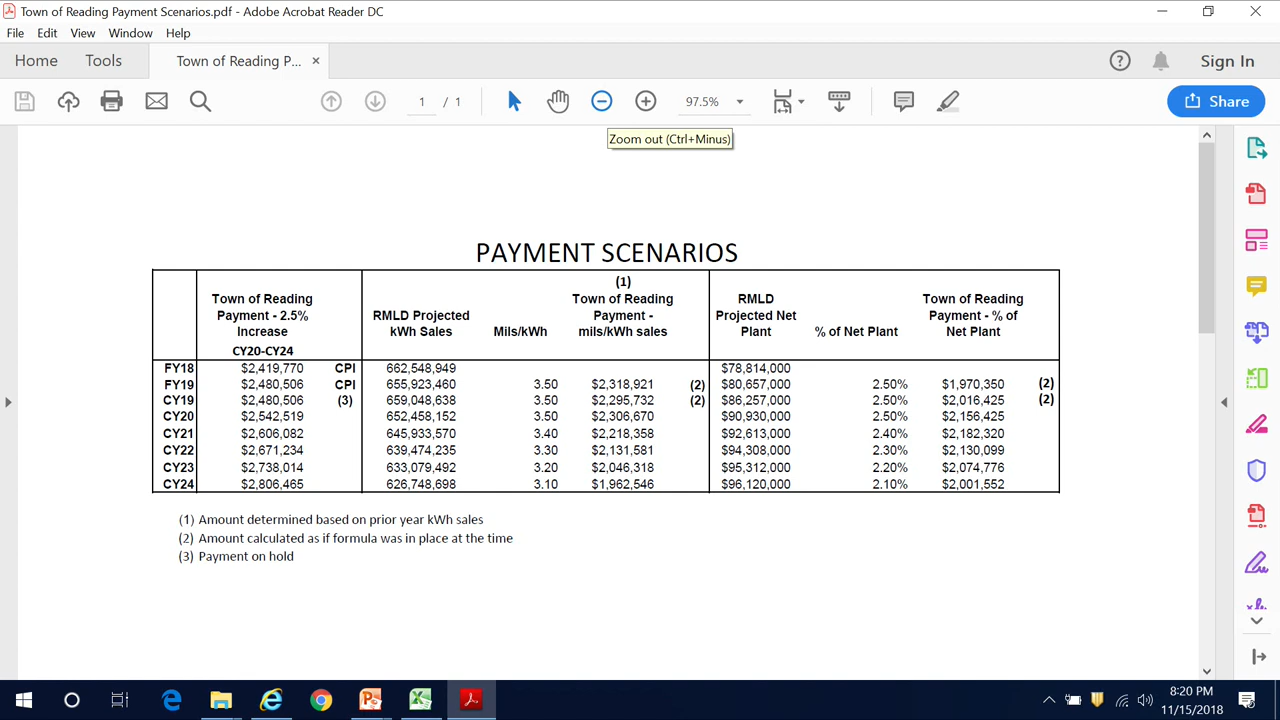 Town of Reading Payment Scenarios.pdf - Adobe Acrobat Reader DC
File Edit View Window Help
Home Tools Town of Reading P... × Sign In
1 / 1 97.5% Share
Zoom out (Ctrl+Minus)
PAYMENT SCENARIOS
(1)
Town of Reading Town of Reading RMLD Town of Reading
Payment - 2.5% RMLD Projected Payment - Projected Net Payment - % of
Increase kWh Sales Mils/kWh mils/kWh sales Plant % of Net Plant Net Plant
CY20-CY24
FY18 $2,419,770 CPI 662,548,949 $78,814,000
FY19 $2,480,506 CPI 655,923,460 3.50 $2,318,921 (2) $80,657,000 2.50% $1,970,350 (2)
CY19 $2,480,506 (3) 659,048,638 3.50 $2,295,732 (2) $86,257,000 2.50% $2,016,425 (2)
CY20 $2,542,519 652,458,152 3.50 $2,306,670 $90,930,000 2.50% $2,156,425
CY21 $2,606,082 645,933,570 3.40 $2,218,358 $92,613,000 2.40% $2,182,320
CY22 $2,671,234 639,474,235 3.30 $2,131,581 $94,308,000 2.30% $2,130,099
CY23 $2,738,014 633,079,492 3.20 $2,046,318 $95,312,000 2.20% $2,074,776
CY24 $2,806,465 626,748,698 3.10 $1,962,546 $96,120,000 2.10% $2,001,552
(1) Amount determined based on prior year kWh sales
(2) Amount calculated as if formula was in place at the time
(3) Payment on hold
8:20 PM
11/15/2018